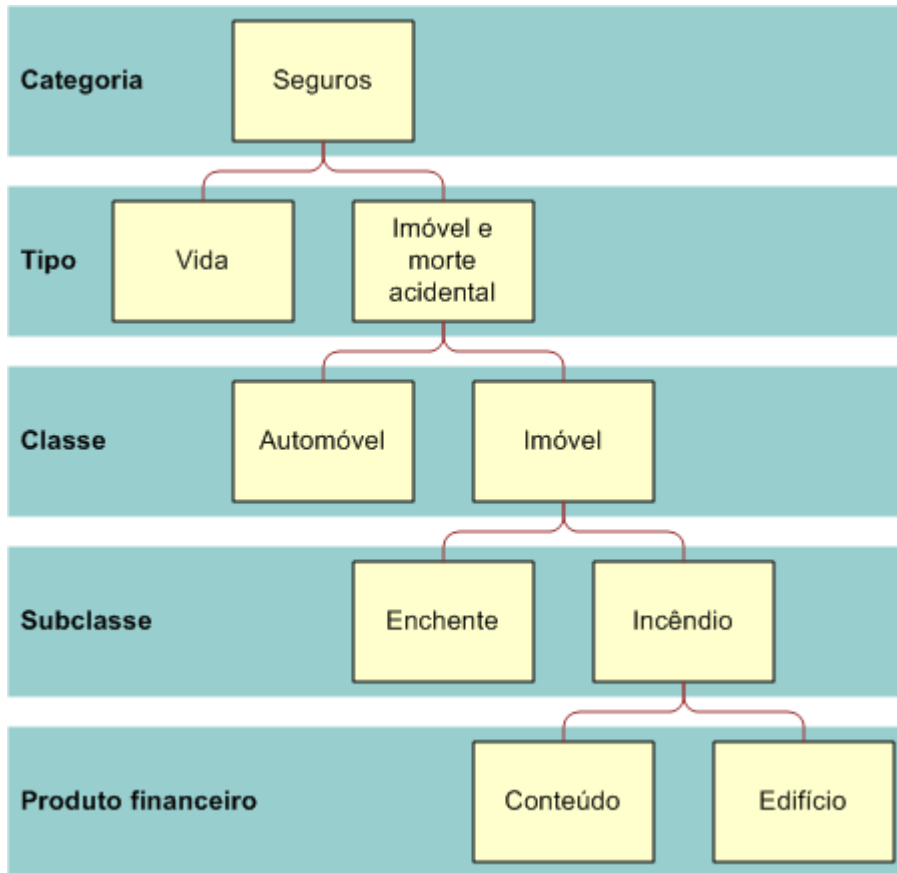 Categoria
Seguros
Tipo
Vida
Imóvel e
morte
acidental
Classe
Automóvel
Imóvel
Subclasse
Enchente
Incêndio
Produto financeiro
Conteúdo
Edifício